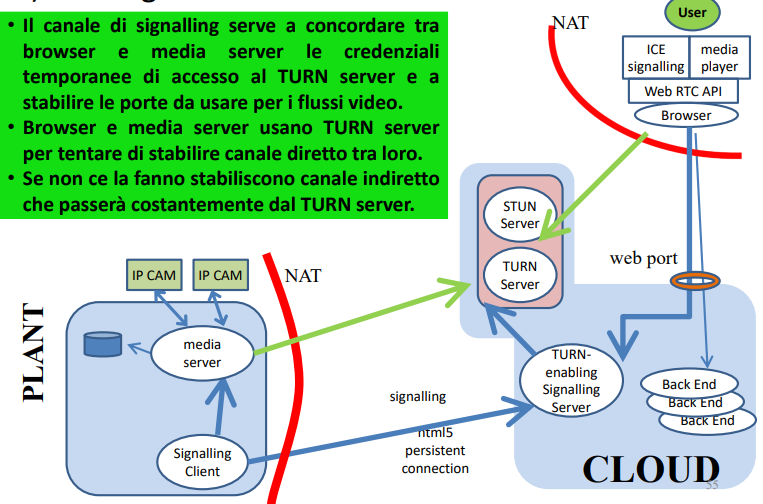 • Il canale di signalling serve a concordare tra
browser e media server le credenziali
temporanee di accesso al TURN server e a
stabilire le porte da usare per i flussi video.
• Browser e media server usano TURN server
per tentare di stabilire canale diretto tra loro.
• Se non ce la fanno stabiliscono canale indiretto
che passerà costantemente dal TURN server.
NAT
User
ICE
signalling
media
player
Web RTC API
Browser
STUN
Server
TURN
Server
web port
IP CAM
IP CAM
NAT
PLANT
media
server
Signalling
Client
signalling
html5
persistent
connection
TURN-
enabling
Signalling
Server
Back End
Back End
Back End
CLOUD
55